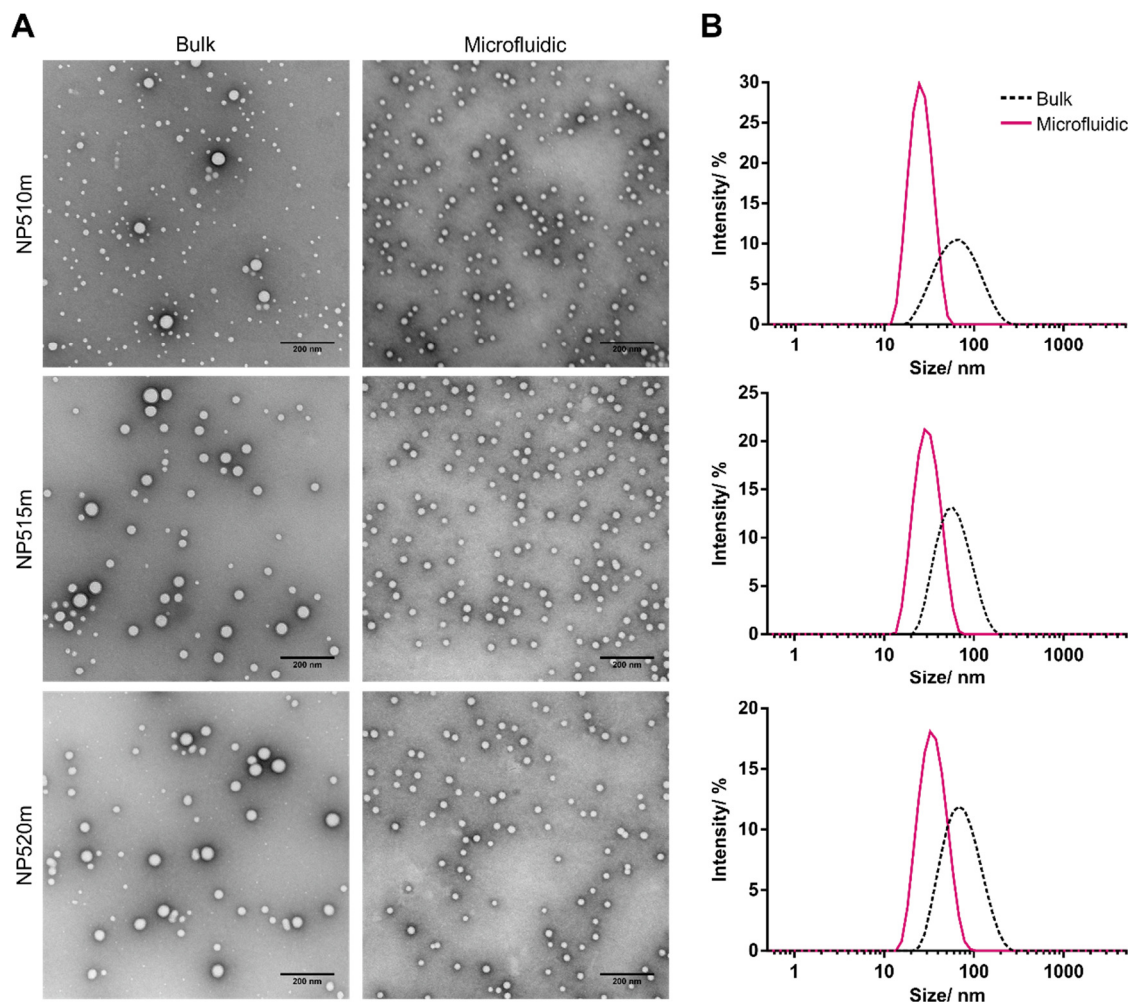 A
B
Bulk
Microfluidic
NP510m
200 nm
200 nm
NP515m
200 nm
200 nm
NP520m
200 nm
200 nm
Bulk
Microfluidic
Intensity/ %
30
25
20
15
10
5
0
1 10 100 1000
Size/ nm
Intensity/ %
25
20
15
10
5
0
1 10 100 1000
Size/ nm
Intensity/ %
20
15
10
5
0
1 10 100 1000
Size/ nm